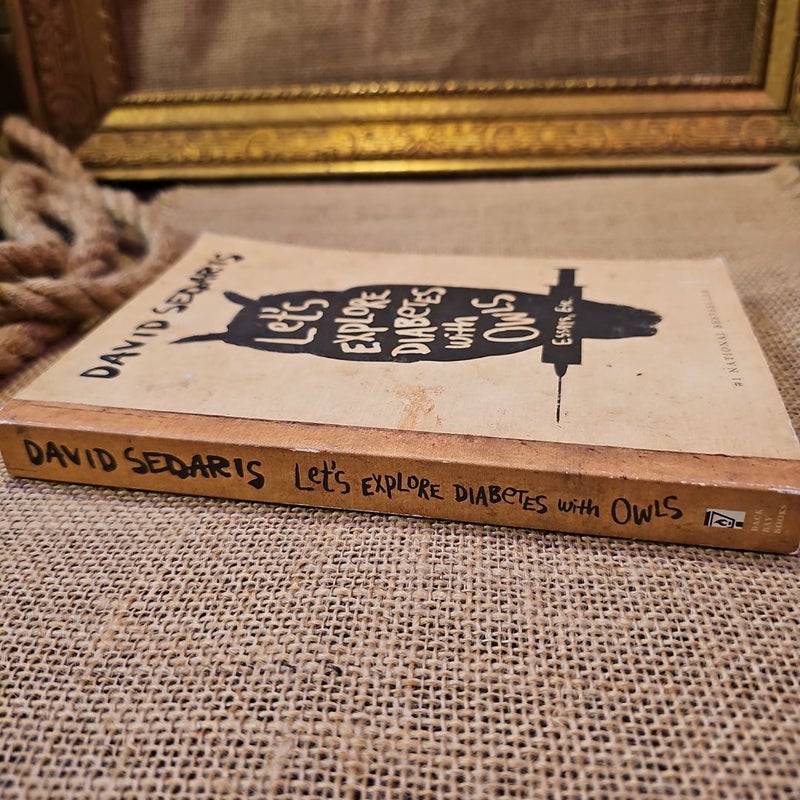 DAVID SEDARIS
Let's
EXPLORE
DIABETES
with
OWLS
Essays, Etc.
#1 NATIONAL BESTSELLER
DAVID SEDARIS Let's EXPLORE DIABETES with OWLS
BACK
BAY
BOOKS